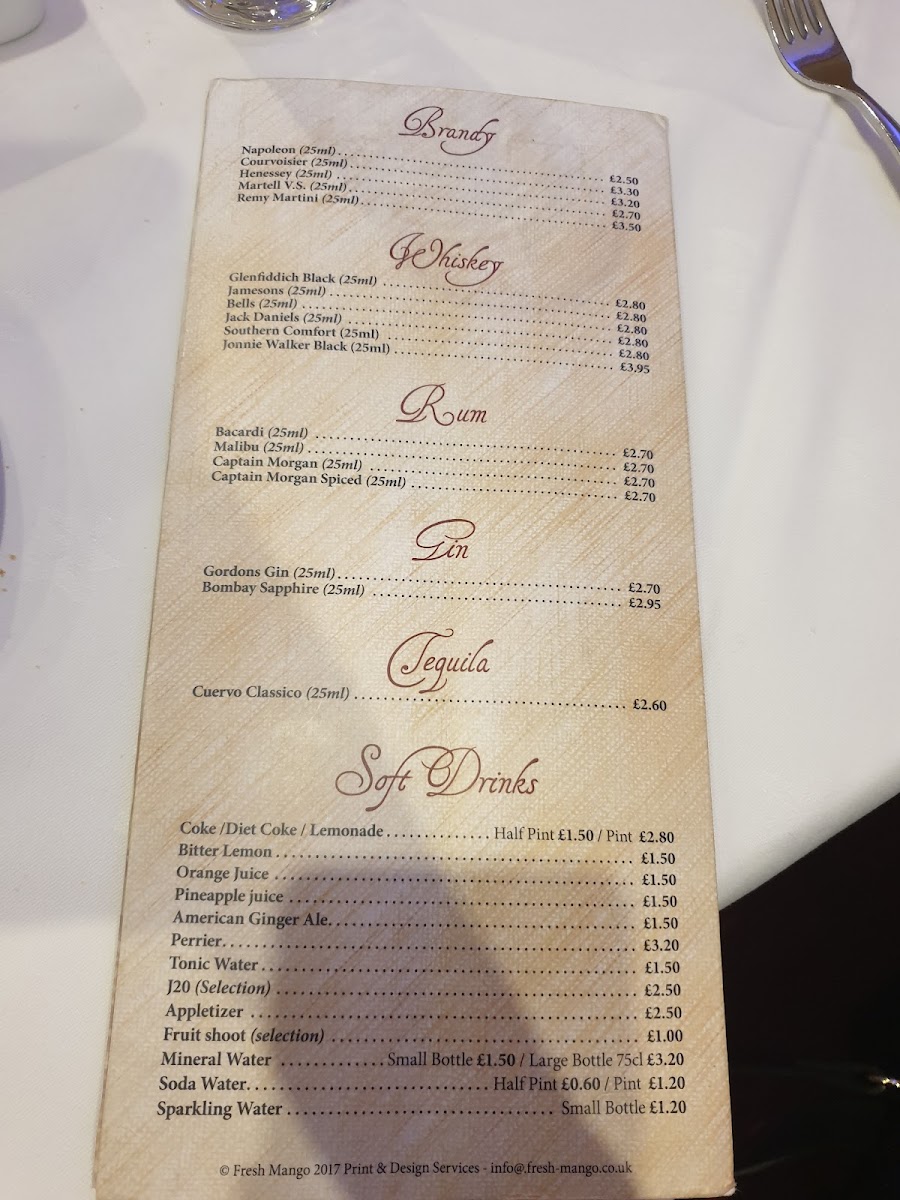 Brandy
Napoleon (25ml) £2.50
Courvoisier (25ml) £3.30
Henessey (25ml) £3.20
Martell V.S. (25ml) £2.70
Remy Martini (25ml) £3.50
Whiskey
Glenfiddich Black (25ml) £2.80
Jamesons (25ml) £2.80
Bells (25ml) £2.80
Jack Daniels (25ml) £2.80
Southern Comfort (25ml) £2.80
Jonnie Walker Black (25ml) £3.95
Rum
Bacardi (25ml) £2.70
Malibu (25ml) £2.70
Captain Morgan (25ml) £2.70
Captain Morgan Spiced (25ml) £2.70
Gin
Gordons Gin (25ml) £2.70
Bombay Sapphire (25ml) £2.95
Tequila
Cuervo Classico (25ml) £2.60
Soft Drinks
Coke /Diet Coke / Lemonade Half Pint £1.50 / Pint £2.80
Bitter Lemon £1.50
Orange Juice £1.50
Pineapple juice £1.50
American Ginger Ale £1.50
Perrier £3.20
Tonic Water £1.50
J20 (Selection) £2.50
Appletizer £2.50
Fruit shoot (selection) £1.00
Mineral Water Small Bottle £1.50 / Large Bottle 75cl £3.20
Soda Water Half Pint £0.60 / Pint £1.20
Sparkling Water Small Bottle £1.20
© Fresh Mango 2017 Print & Design Services - info@.fresh-mango.co.uk